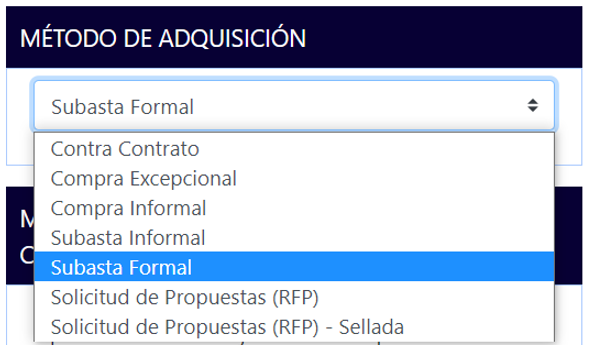 MÉTODO DE ADQUISICIÓN
Subasta Formal
Contra Contrato
Compra Excepcional
Compra Informal
Subasta Informal
Subasta Formal
Solicitud de Propuestas (RFP)
Solicitud de Propuestas (RFP) - Sellada